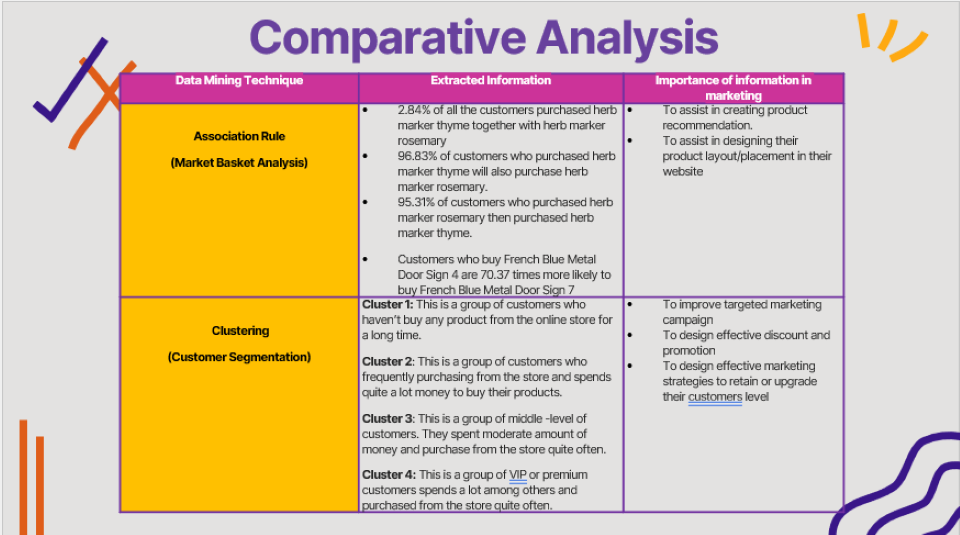 Comparative Analysis
Data Mining Technique
Extracted Information
Importance of information in
marketing
Association Rule
(Market Basket Analysis)
• 2.84% of all the customers purchased herb
marker thyme together with herb marker
rosemary
• 96.83% of customers who purchased herb
marker thyme will also purchase herb
marker rosemary.
• 95.31% of customers who purchased herb
marker rosemary then purchased herb
marker thyme.
• Customers who buy French Blue Metal
Door Sign 4 are 70.37 times more likely to
buy French Blue Metal Door Sign 7
• To assist in creating product
recommendation.
• To assist in designing their
product layout/placement in their
website
Clustering
(Customer Segmentation)
Cluster 1: This is a group of customers who
haven't buy any product from the online store for
a long time.
Cluster 2: This is a group of customers who
frequently purchasing from the store and spends
quite a lot money to buy their products.
Cluster 3: This is a group of middle -level of
customers. They spent moderate amount of
money and purchase from the store quite often.
Cluster 4: This is a group of VIP or premium
customers spends a lot among others and
purchased from the store quite often.
• To improve targeted marketing
campaign
• To design effective discount and
promotion
• To design effective marketing
strategies to retain or upgrade
their customers level